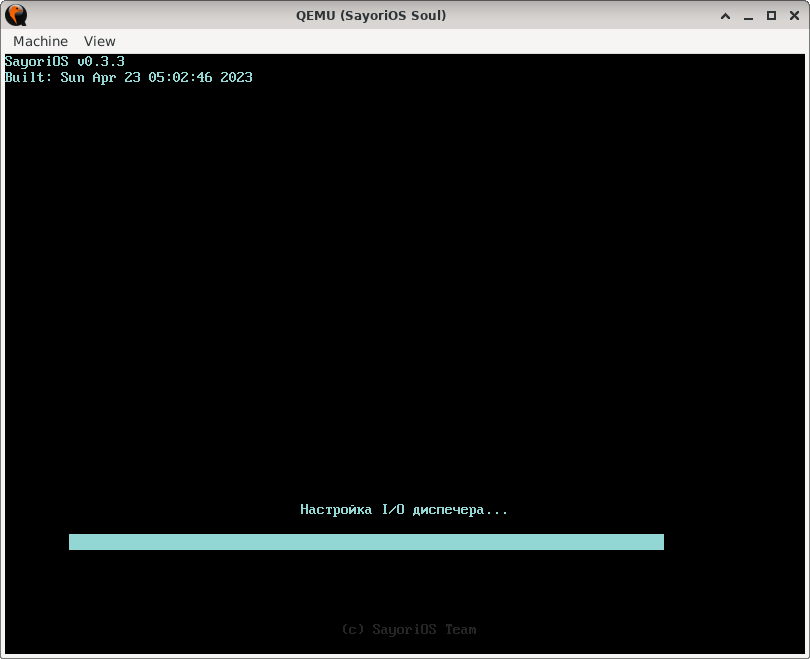 QEMU (SayoriOS Soul)
Machine View
SayoriOS v0.3.3
Built: Sun Apr 23 05:02:46 2023
Настройка I/O диспечера...
(c) SayoriOS Team